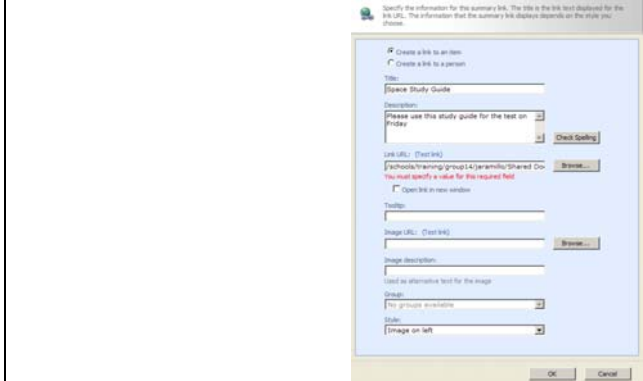 Specify the information for this summary link. The title is the link text displayed for the
link URL. The information that the summary link displays depends on the style you
choose.
Create a link to an item
Create a link to a person
Title:
Space Study Guide
Description:
Please use this study guide for the test on
Friday
Check Spelling
Link URL: (Test link)
/schools/training/group14/jaramillo/Shared Do
Browse...
You must specify a value for this required field
Open link in new window
Tooltip:
Image URL: (Test link)
Browse...
Image description:
Used as alternative text for the image
Group:
No groups available
Style:
Image on left
OK Cancel